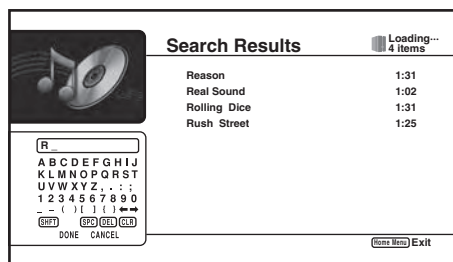 Search Results
Loading···
4 items
Reason 1:31
Real Sound 1:02
Rolling Dice 1:31
Rush Street 1:25
R_
A B C D E F G H I J
K L M N O P Q R S T
U V W X Y Z , . : ;
1 2 3 4 5 6 7 8 9 0
_ – ( ) [ ] { } ← →
SHFT SPC DEL CLR
DONE CANCEL
Home Menu Exit